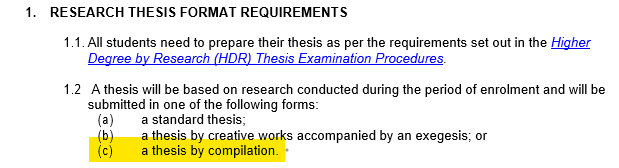 1. RESEARCH THESIS FORMAT REQUIREMENTS
1.1. All students need to prepare their thesis as per the requirements set out in the Higher
Degree by Research (HDR) Thesis Examination Procedures.
1.2 A thesis will be based on research conducted during the period of enrolment and will be
submitted in one of the following forms:
(a) a standard thesis;
(b) a thesis by creative works accompanied by an exegesis; or
(c) a thesis by compilation.